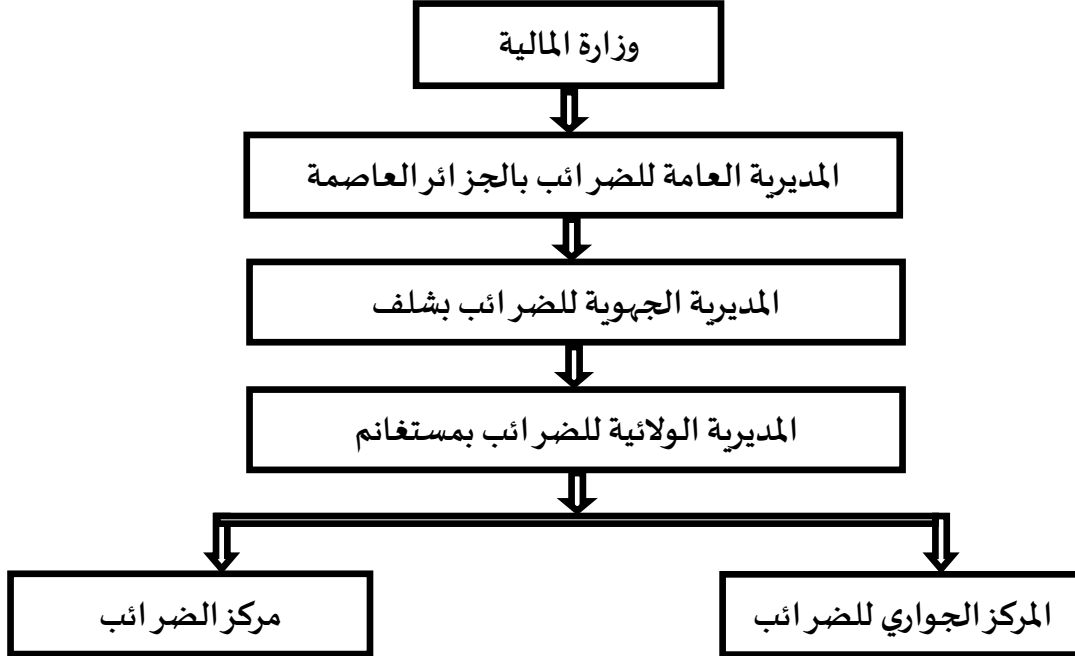 وزارة المالية
المديرية العامة للضرائب بالجزائر العاصمة
المديرية الجهوية للضرائب بشلف
المديرية الولائية للضرائب بمستغانم
المركز الجواري للضرائب
مركز الضرائب